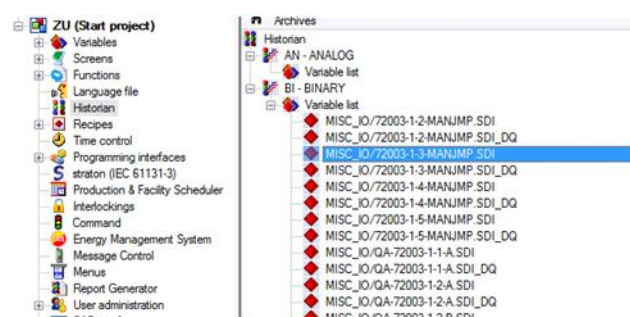 ZU (Start project)
Variables
Screens
Functions
Language file
Historian
Recipes
Time control
Programming interfaces
straton (IEC 61131-3)
Production & Facility Scheduler
Interlockings
Command
Energy Management System
Message Control
Menus
Report Generator
User administration
Archives
Historian
AN - ANALOG
Variable list
BI - BINARY
Variable list
MISC_IO/72003-1-2-MANJMP.SDI
MISC_IO/72003-1-2-MANJMP.SDI_DQ
MISC_IO/72003-1-3-MANJMP.SDI
MISC_IO/72003-1-3-MANJMP.SDI_DQ
MISC_IO/72003-1-4-MANJMP.SDI
MISC_IO/72003-1-4-MANJMP.SDI_DQ
MISC_IO/72003-1-5-MANJMP.SDI
MISC_IO/72003-1-5-MANJMP.SDI_DQ
MISC_IO/QA-72003-1-1-A.SDI
MISC_IO/QA-72003-1-1-A.SDI_DQ
MISC_IO/QA-72003-1-2-A.SDI
MISC_IO/QA-72003-1-2-A.SDI_DQ